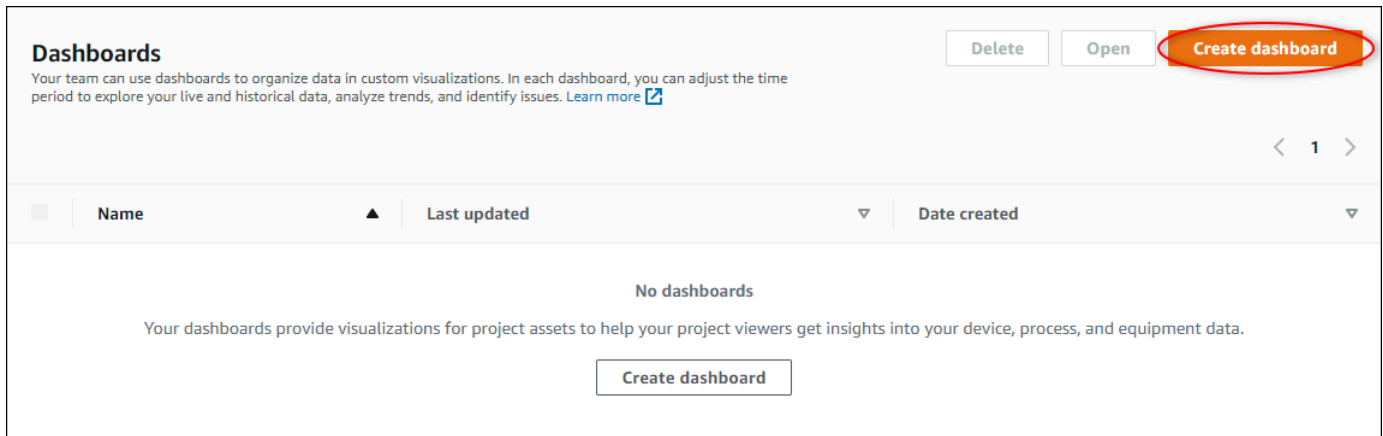 Dashboards
Delete
Open
Create dashboard
Your team can use dashboards to organize data in custom visualizations. In each dashboard, you can adjust the time
period to explore your live and historical data, analyze trends, and identify issues. Learn more
1
Name
Last updated
Date created
No dashboards
Your dashboards provide visualizations for project assets to help your project viewers get insights into your device, process, and equipment data.
Create dashboard